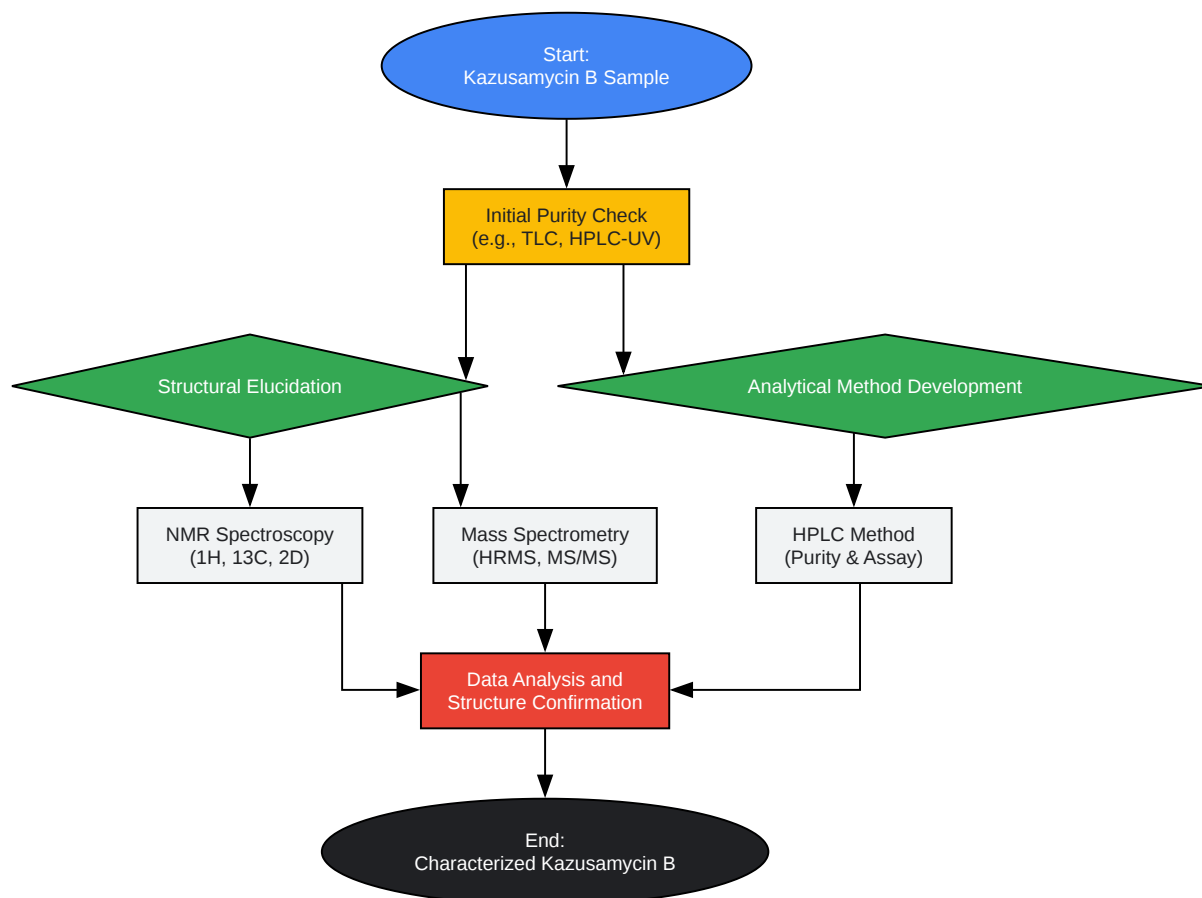 Start:
Kazusamycin B Sample
Initial Purity Check
(e.g., TLC, HPLC-UV)
Structural Elucidation
Analytical Method Development
NMR Spectroscopy
(1H, 13C, 2D)
Mass Spectrometry
(HRMS, MS/MS)
HPLC Method
(Purity & Assay)
Data Analysis and
Structure Confirmation
End:
Characterized Kazusamycin B